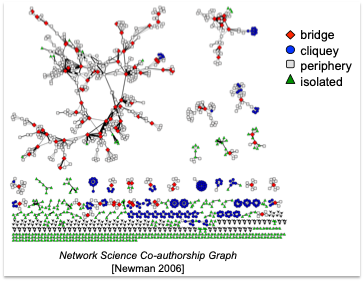 bridge
cliquey
periphery
isolated
Network Science Co-authorship Graph
[Newman 2006]